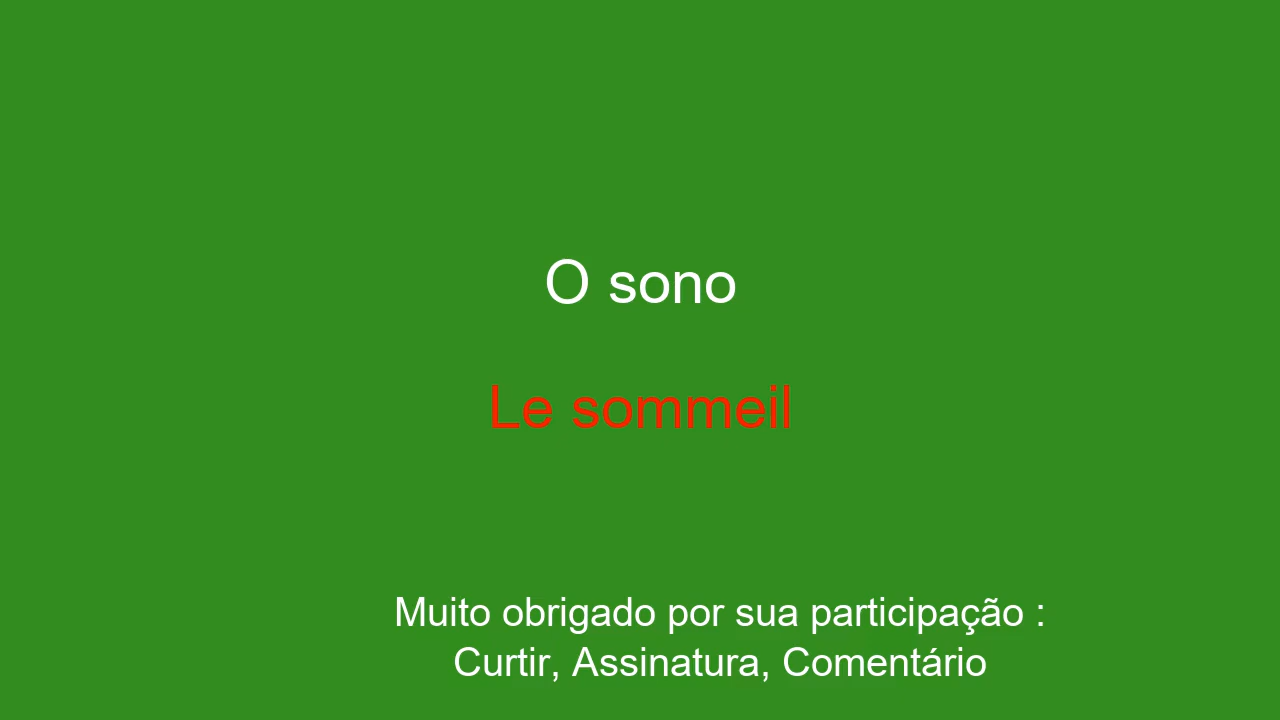 O sono
Le sommeil
Muito obrigado por sua participação :
Curtir, Assinatura, Comentário